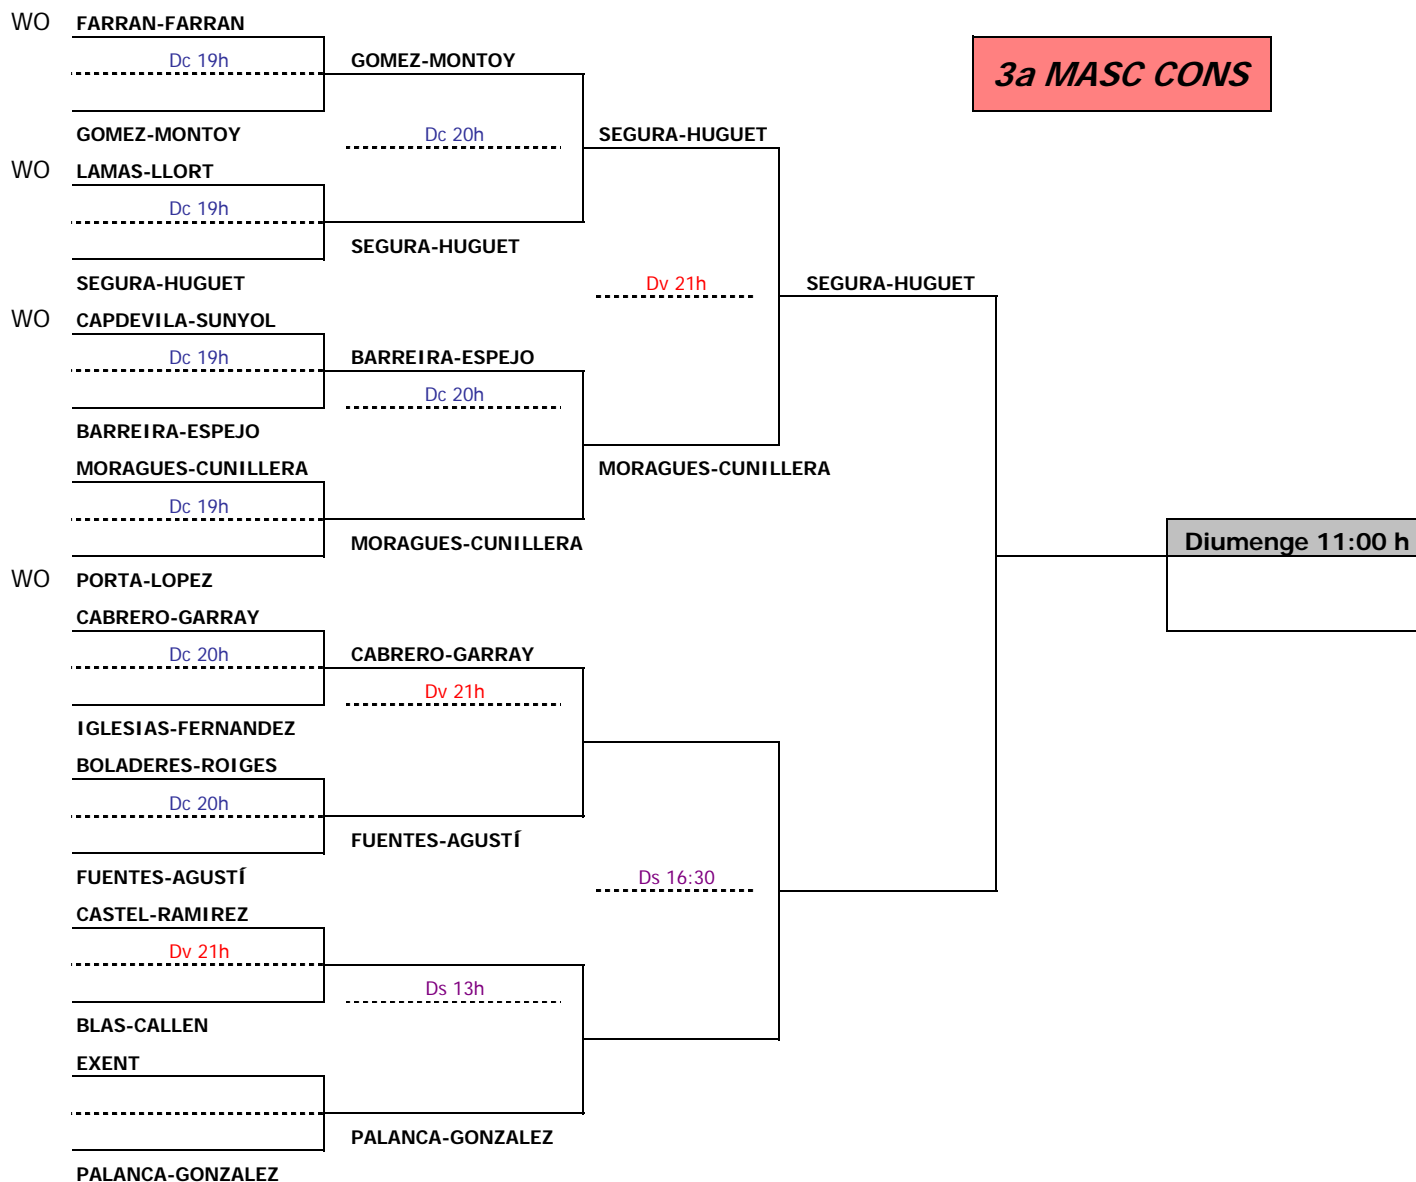 WO FARRAN-FARRAN
Dc 19h GOMEZ-MONTOY
3a MASC CONS
GOMEZ-MONTOY Dc 20h SEGURA-HUGUET
WO LAMAS-LLORT
Dc 19h
SEGURA-HUGUET
SEGURA-HUGUET Dv 21h SEGURA-HUGUET
WO CAPDEVILA-SUNYOL
Dc 19h BARREIRA-ESPEJO
Dc 20h
BARREIRA-ESPEJO
MORAGUES-CUNILLERA MORAGUES-CUNILLERA
Dc 19h
MORAGUES-CUNILLERA Diumenge 11:00 h
WO PORTA-LOPEZ
CABRERO-GARRAY
Dc 20h CABRERO-GARRAY
Dv 21h
IGLESIAS-FERNANDEZ
BOLADERES-ROIGES
Dc 20h
FUENTES-AGUSTÍ
FUENTES-AGUSTÍ Ds 16:30
CASTEL-RAMIREZ
Dv 21h
Ds 13h
BLAS-CALLEN
EXENT
PALANCA-GONZALEZ
PALANCA-GONZALEZ